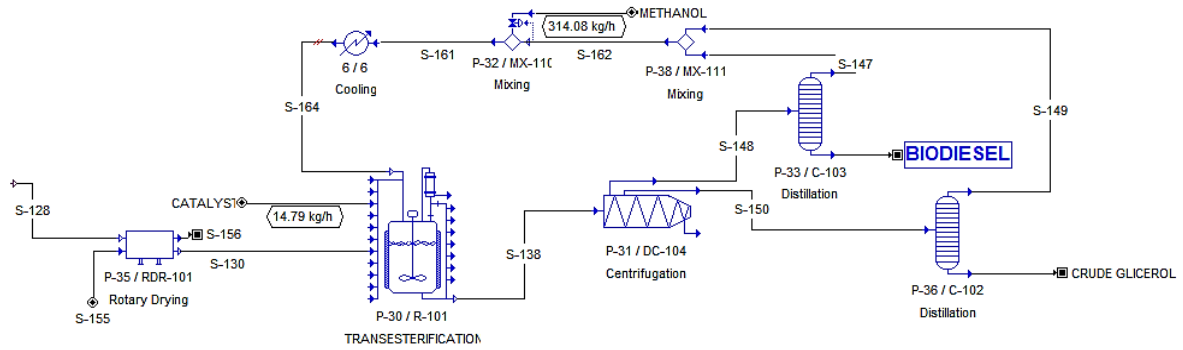 METHANOL
314.08 kg/h
S-161
S-162
P-32 / MX-110
Mixing
P-38 / MX-111
Mixing
S-147
6 / 6
Cooling
S-164
S-149
S-148
BIODIESEL
P-33 / C-103
Distillation
S-128
CATALYST
14.79 kg/h
S-156
S-130
P-35 / RDR-101
Rotary Drying
S-155
P-30 / R-101
TRANSESTERIFICATION
S-138
P-31 / DC-104
Centrifugation
S-150
CRUDE GLICEROL
P-36 / C-102
Distillation